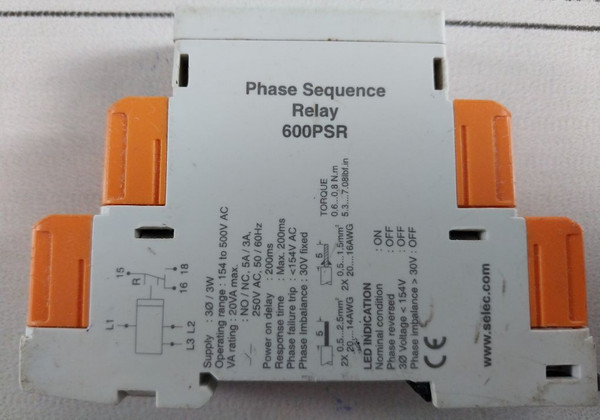 Phase Sequence
Relay
600PSR
15
18
16
R
L1
L2
L3
Supply : 3Ø / 3W
Operating range : 154 to 500V AC
VA rating : 20VA max.
: NO / NC, 5A / 3A,
250V AC, 50 / 60Hz
Power on delay : 200ms
Response time : Max. 200ms
Phase failure trip : <154V AC
Phase imbalance : 30V fixed
5
2X 0.5...2.5mm²
2X 20....14AWG
5
0.5...1.5mm²
2X 20....16AWG
TORQUE
0.6...0.8 N.m
5.3....7.08lbf.in
LED INDICATION
Nominal condition : ON
Phase reversed : OFF
3Ø Voltage < 154V : OFF
Phase imbalance > 30V : OFF
CE
www.selec.com